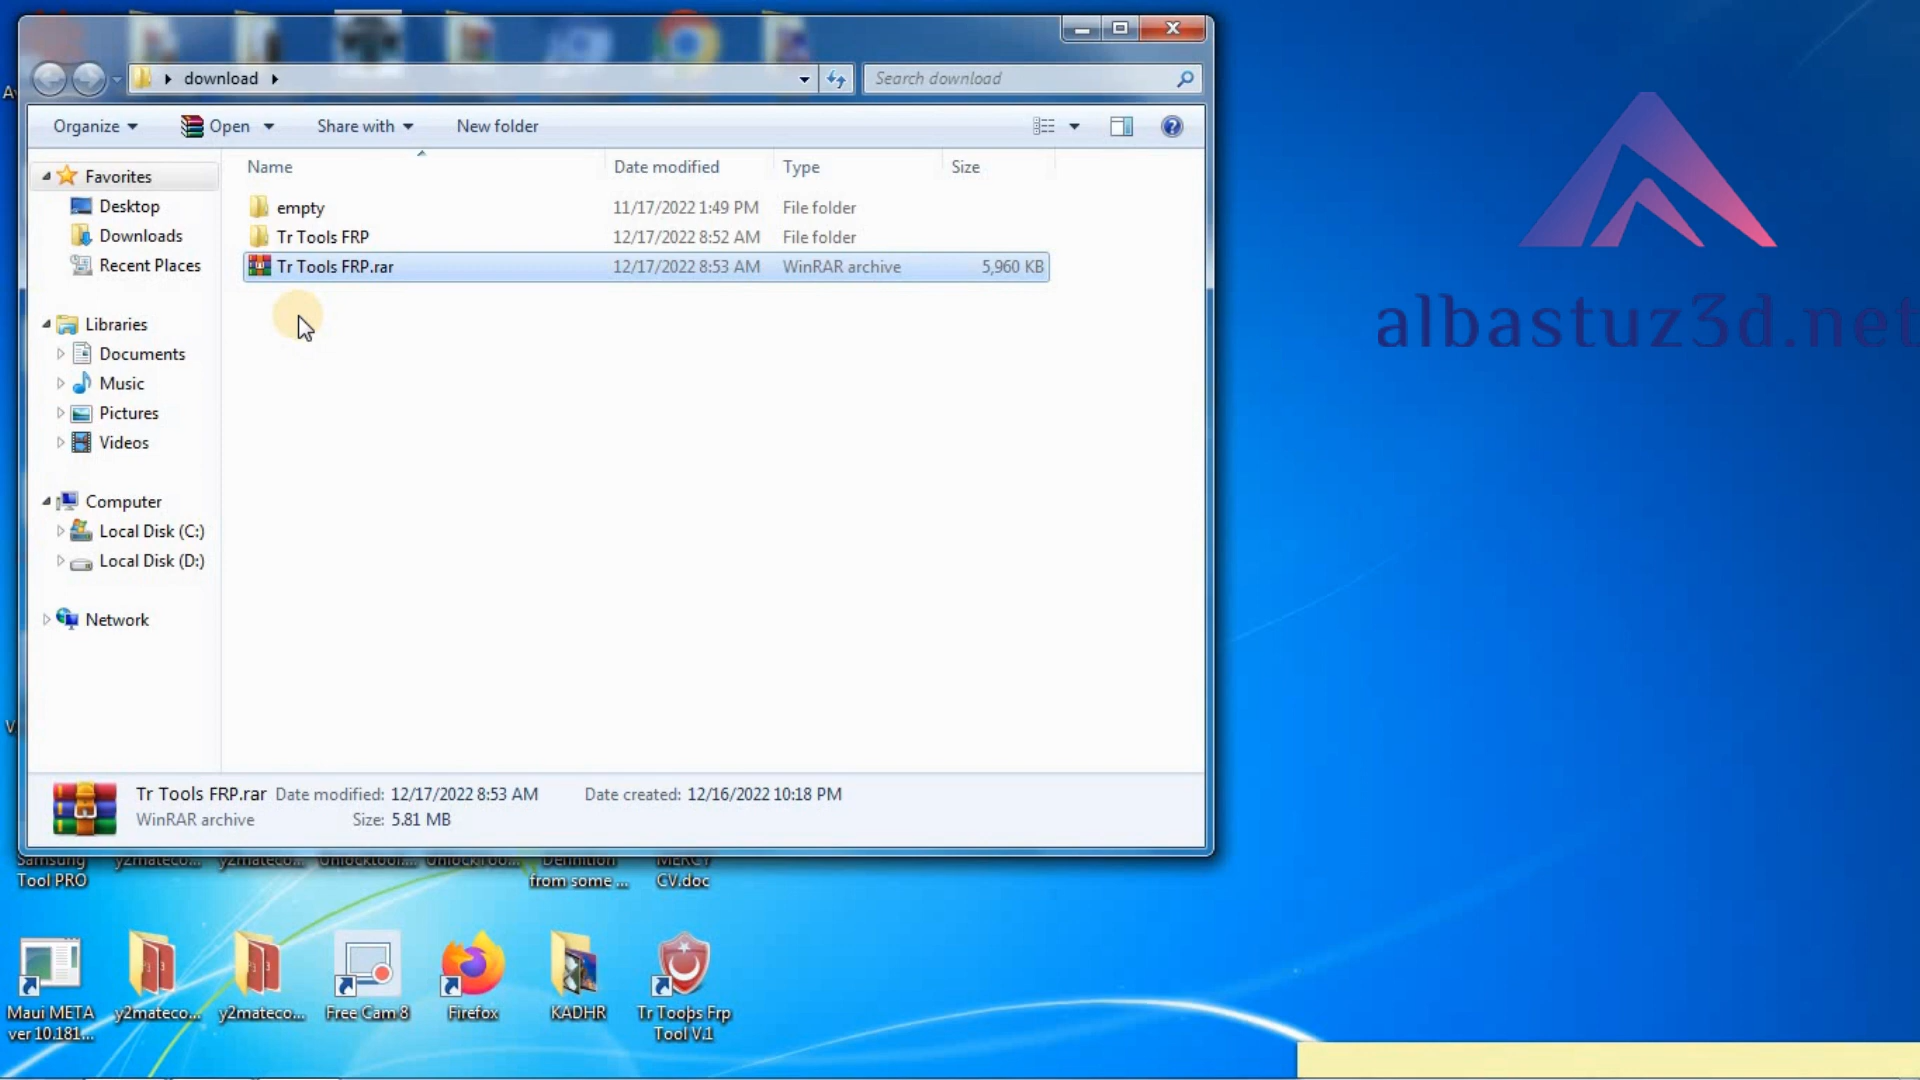 download
Search download
Organize
Open
Share with
New folder
Name
Date modified
Type
Size
Favorites
Desktop
Downloads
Recent Places
Libraries
Documents
Music
Pictures
Videos
Computer
Local Disk (C:)
Local Disk (D:)
Network
empty 11/17/2022 1:49 PM File folder
Tr Tools FRP 12/17/2022 8:52 AM File folder
Tr Tools FRP.rar 12/17/2022 8:53 AM WinRAR archive 5,960 KB
Tr Tools FRP.rar Date modified: 12/17/2022 8:53 AM Date created: 12/16/2022 10:18 PM
WinRAR archive Size: 5.81 MB
albastuz3d.net
Samsung
Tool PRO
y2mateco...
y2mateco...
Unlocktool...
UnlockTool...
Definition
from some ...
MERCY
CV.doc
Maui META
ver 10.181...
y2mateco...
y2mateco...
Free Cam 8
Firefox
KADHR
Tr Tooþs Frp
Tool V.1